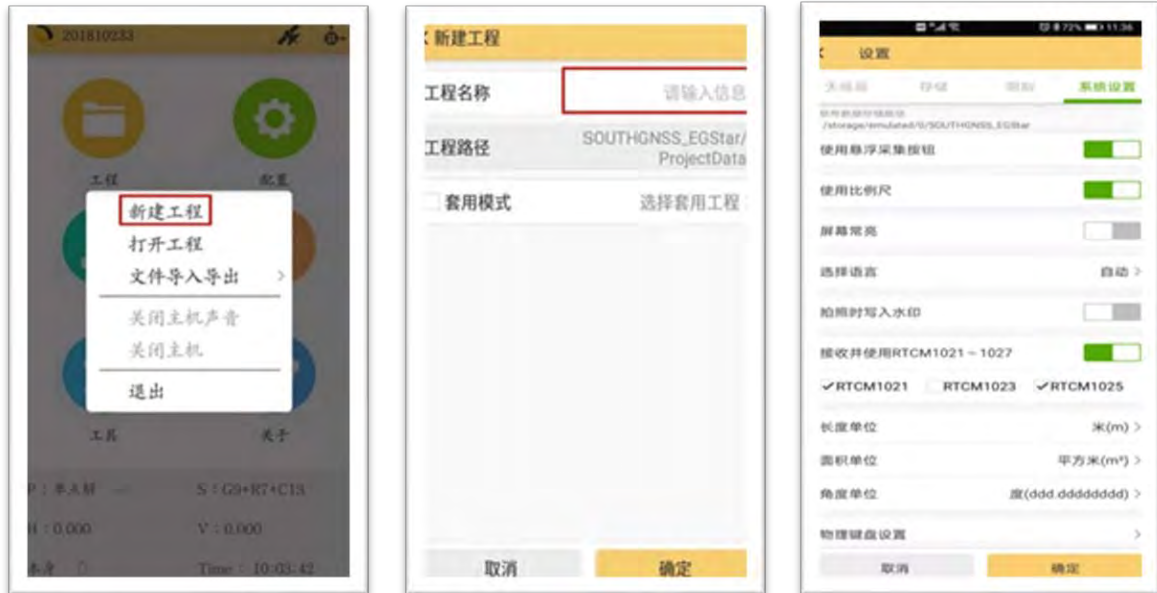 201810233
工程
配置
新建工程
打开工程
文件导入导出 >
关闭主机声音
关闭主机
退出
工具
关于
P : 单点解
S : G9+R7+C13
H : 0.000
V : 0.000
Time : 10:03:42
新建工程
工程名称
请输入信息
工程路径
SOUTHGNSS_EGStar/
ProjectData
套用模式
选择套用工程
取消
确定
72% 11:36
设置
存储
系统设置
/storage/emulated/0/SOUTHGNSS_EGStar
使用悬浮采集按钮
使用比例尺
屏幕常亮
选择语言
自动 >
拍照时写入水印
接收并使用RTCM1021~1027
✓RTCM1021 RTCM1023 ✓RTCM1025
长度单位
米(m) >
面积单位
平方米(m²) >
角度单位
度(ddd.dddddddd) >
物理键盘设置 >
取消
确定